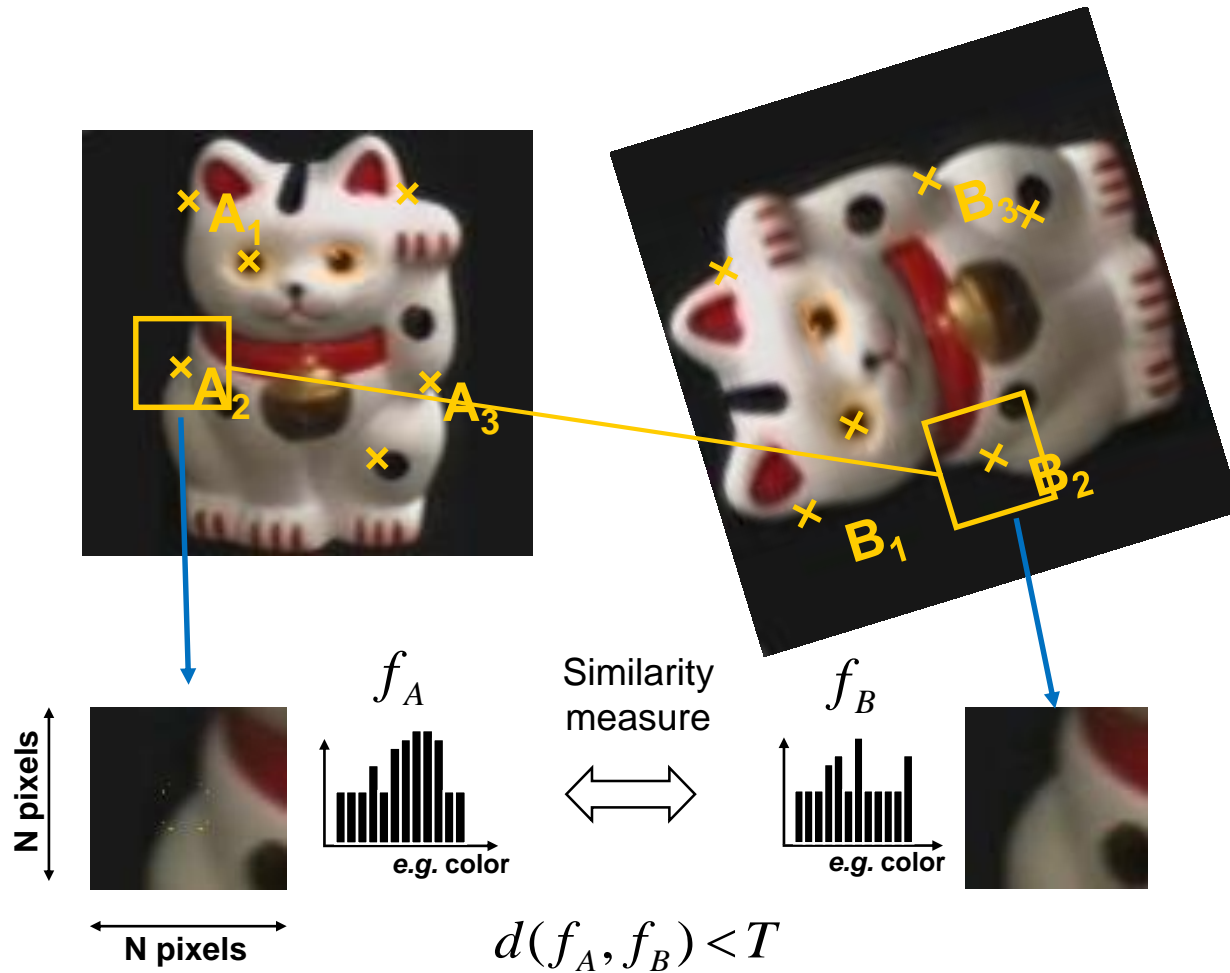 A1
A2
A3
B3
B2
B1
fA
Similarity
measure
fB
N pixels
e.g. color
e.g. color
N pixels
d(fA, fB) < T